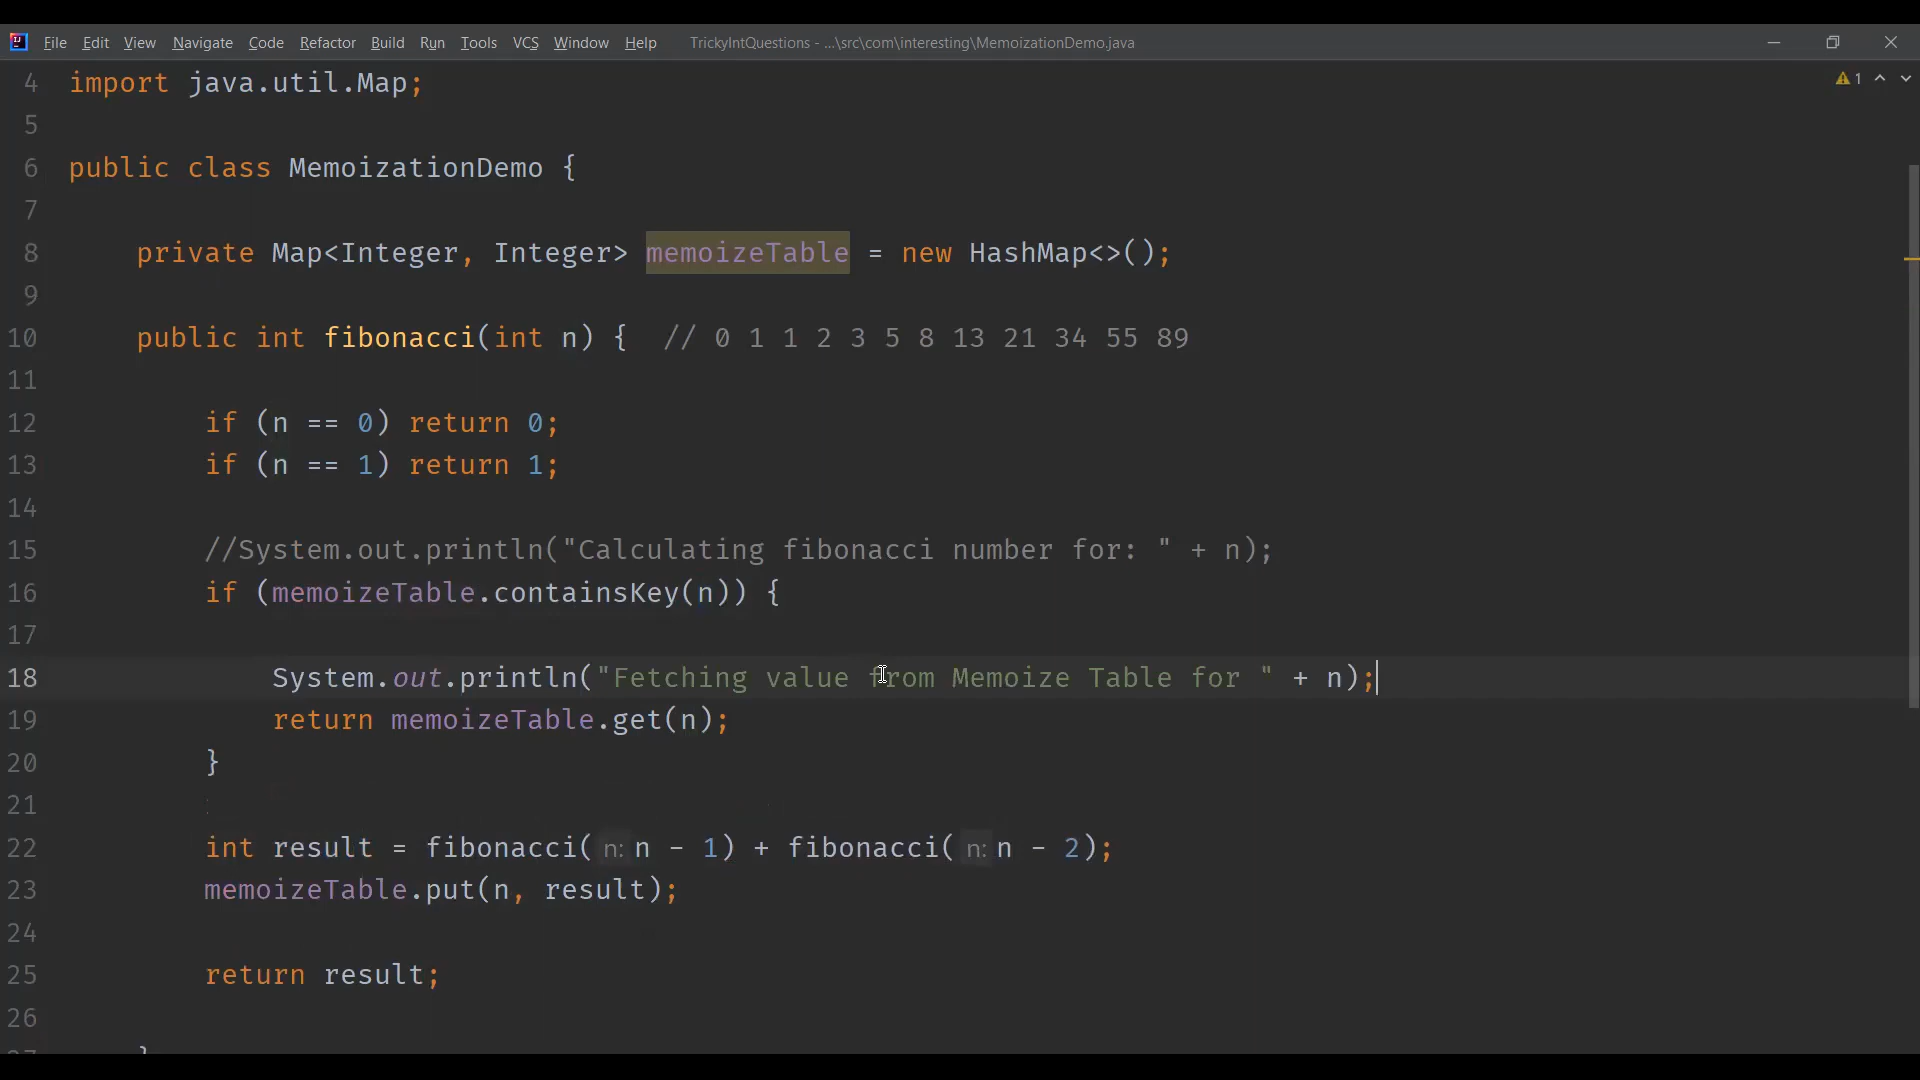 File Edit View Navigate Code Refactor Build Run Tools VCS Window Help TrickyIntQuestions - ...\src\com\interesting\MemoizationDemo.java
1
4 import java.util.Map;
5
6 public class MemoizationDemo {
7
8 private Map<Integer, Integer> memoizeTable = new HashMap<>();
9
10 public int fibonacci(int n) { // 0 1 1 2 3 5 8 13 21 34 55 89
11
12 if (n == 0) return 0;
13 if (n == 1) return 1;
14
15 //System.out.println("Calculating fibonacci number for: " + n);
16 if (memoizeTable.containsKey(n)) {
17
18 System.out.println("Fetching value from Memoize Table for " + n);
19 return memoizeTable.get(n);
20 }
21
22 int result = fibonacci( n: n - 1) + fibonacci( n: n - 2);
23 memoizeTable.put(n, result);
24
25 return result;
26